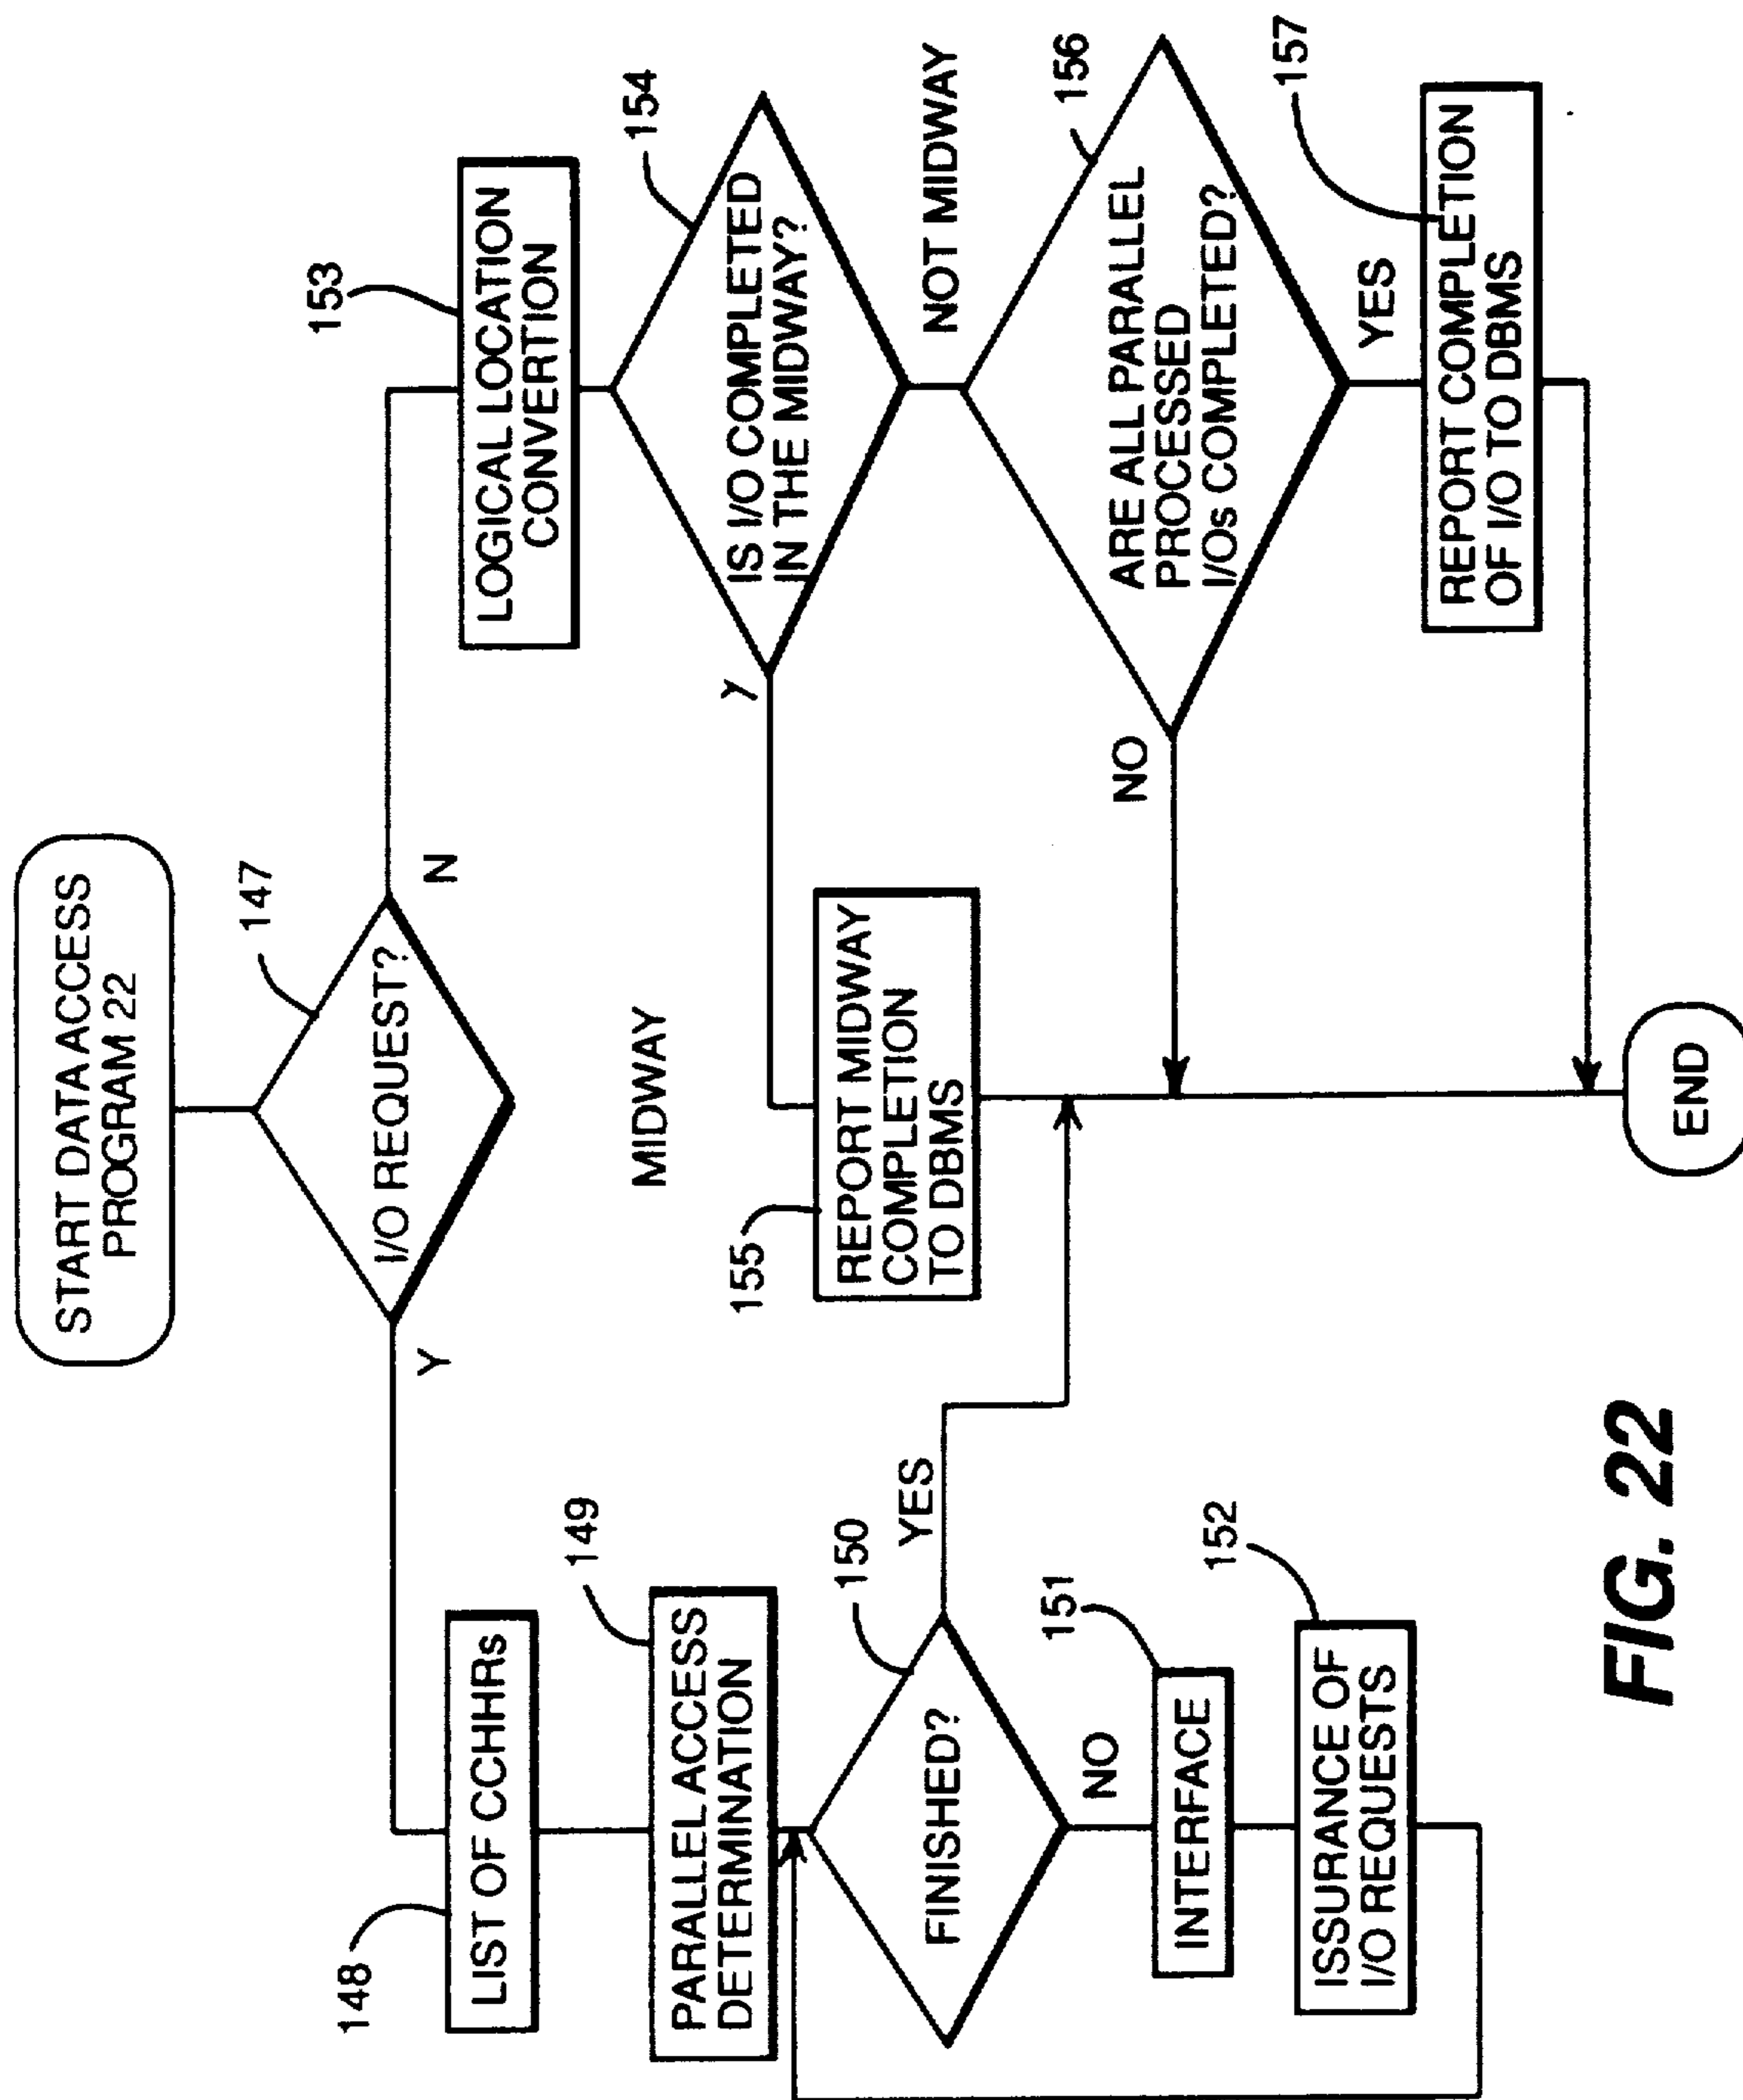 START DATA ACCESS
PROGRAM 22
147
I/O REQUEST?
Y
N
148
LIST OF CCHHRs
149
PARALLEL ACCESS
DETERMINATION
150
FINISHED?
YES
NO
151
INTERFACE
152
ISSURANCE OF
I/O REQUESTS
153
LOGICAL LOCATION
CONVERTION
154
IS I/O COMPLETED
IN THE MIDWAY?
Y
MIDWAY
155
REPORT MIDWAY
COMPLETION
TO DBMS
NOT MIDWAY
156
ARE ALL PARALLEL
PROCESSED
I/Os COMPLETED?
NO
YES
157
REPORT COMPLETION
OF I/O TO DBMS
END
FIG. 22